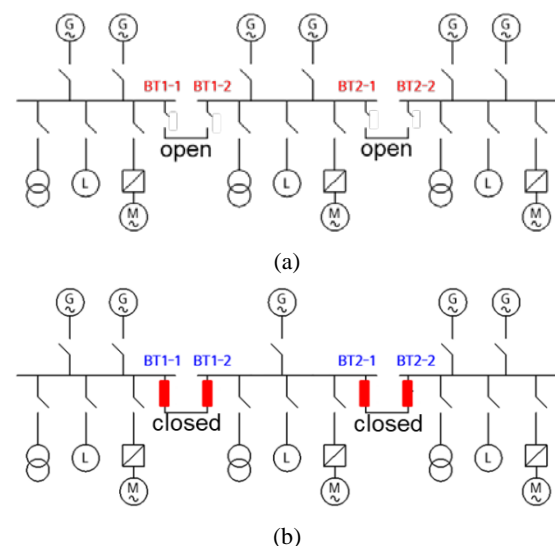 G G G G G
BT1-1 BT1-2 BT2-1 BT2-2
open open
L L L
M M M
(a)
G G G G G
BT1-1 BT1-2 BT2-1 BT2-2
closed closed
L L L
M M M
(b)